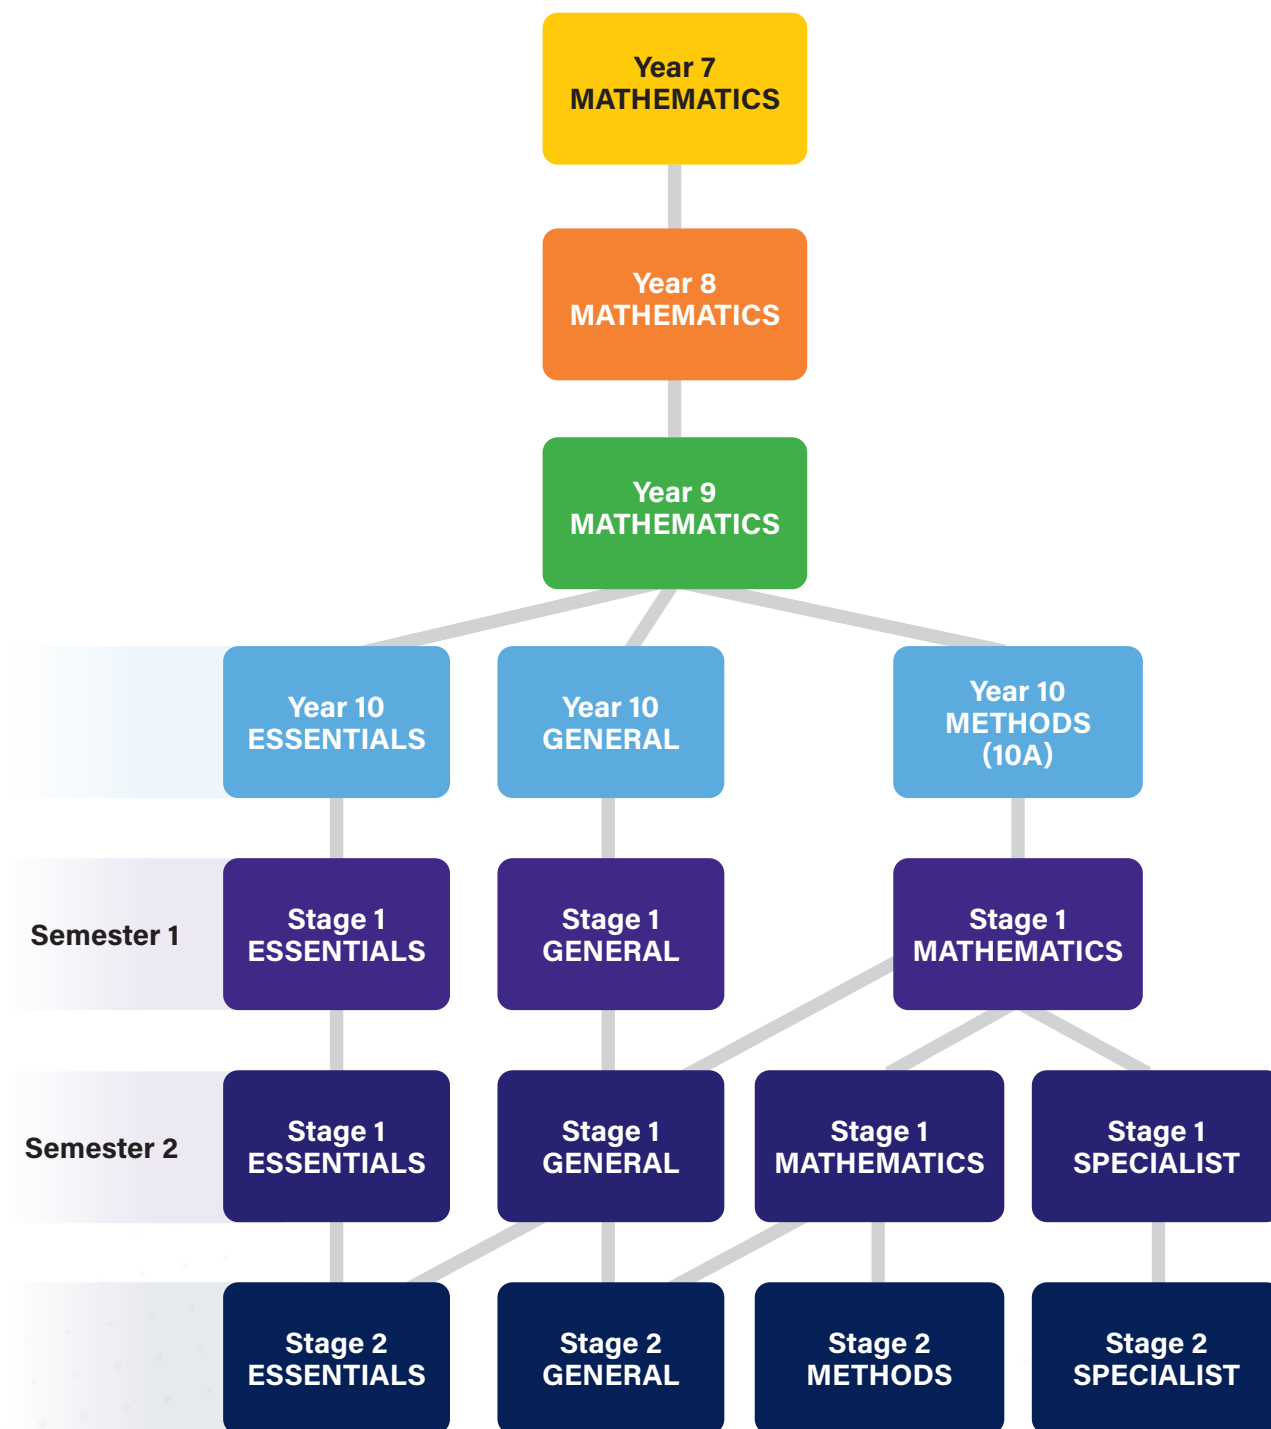 Year 7
MATHEMATICS
Year 8
MATHEMATICS
Year 9
MATHEMATICS
Year 10
ESSENTIALS
Year 10
GENERAL
Year 10
METHODS
(10A)
Semester 1
Stage 1
ESSENTIALS
Stage 1
GENERAL
Stage 1
MATHEMATICS
Semester 2
Stage 1
ESSENTIALS
Stage 1
GENERAL
Stage 1
MATHEMATICS
Stage 1
SPECIALIST
Stage 2
ESSENTIALS
Stage 2
GENERAL
Stage 2
METHODS
Stage 2
SPECIALIST